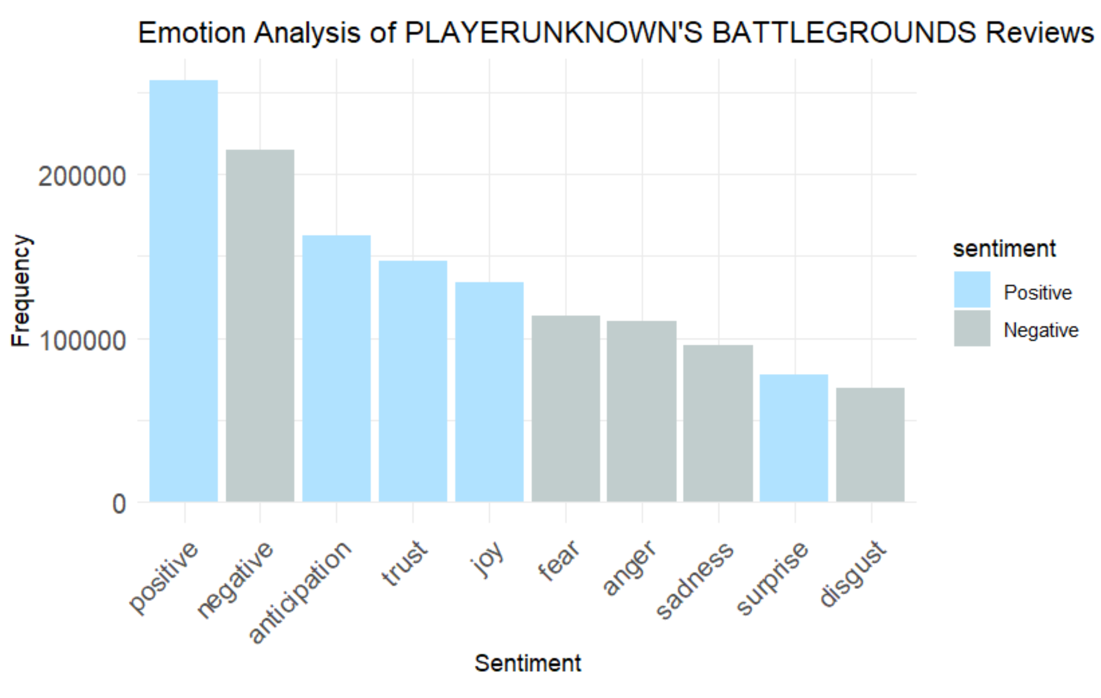 Emotion Analysis of PLAYERUNKNOWN'S BATTLEGROUNDS Reviews
Frequency
200000
100000
0
positive
negative
anticipation
trust
joy
fear
anger
sadness
surprise
disgust
Sentiment
sentiment
Positive
Negative